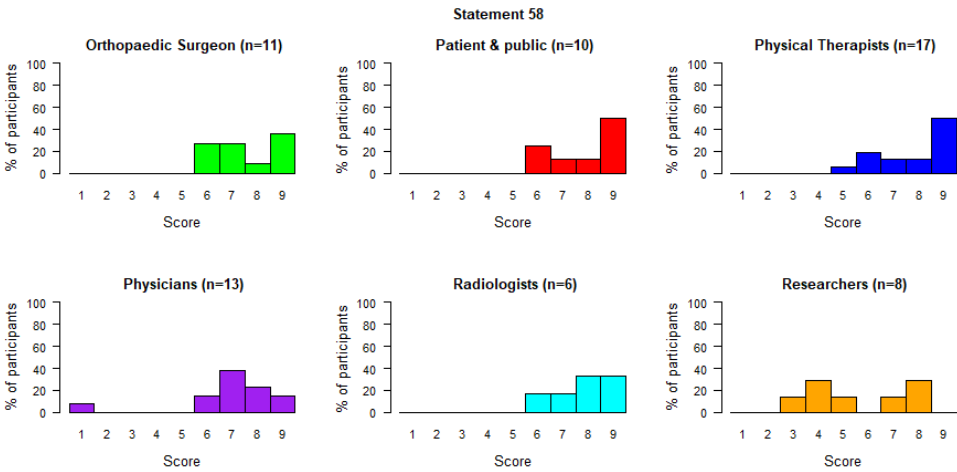 Statement 58
Orthopaedic Surgeon (n=11)
% of participants
100
80
60
40
20
0
1 2 3 4 5 6 7 8 9
Score
Patient & public (n=10)
% of participants
100
80
60
40
20
0
1 2 3 4 5 6 7 8 9
Score
Physical Therapists (n=17)
% of participants
100
80
60
40
20
0
1 2 3 4 5 6 7 8 9
Score
Physicians (n=13)
% of participants
100
80
60
40
20
0
1 2 3 4 5 6 7 8 9
Score
Radiologists (n=6)
% of participants
100
80
60
40
20
0
1 2 3 4 5 6 7 8 9
Score
Researchers (n=8)
% of participants
100
80
60
40
20
0
1 2 3 4 5 6 7 8 9
Score